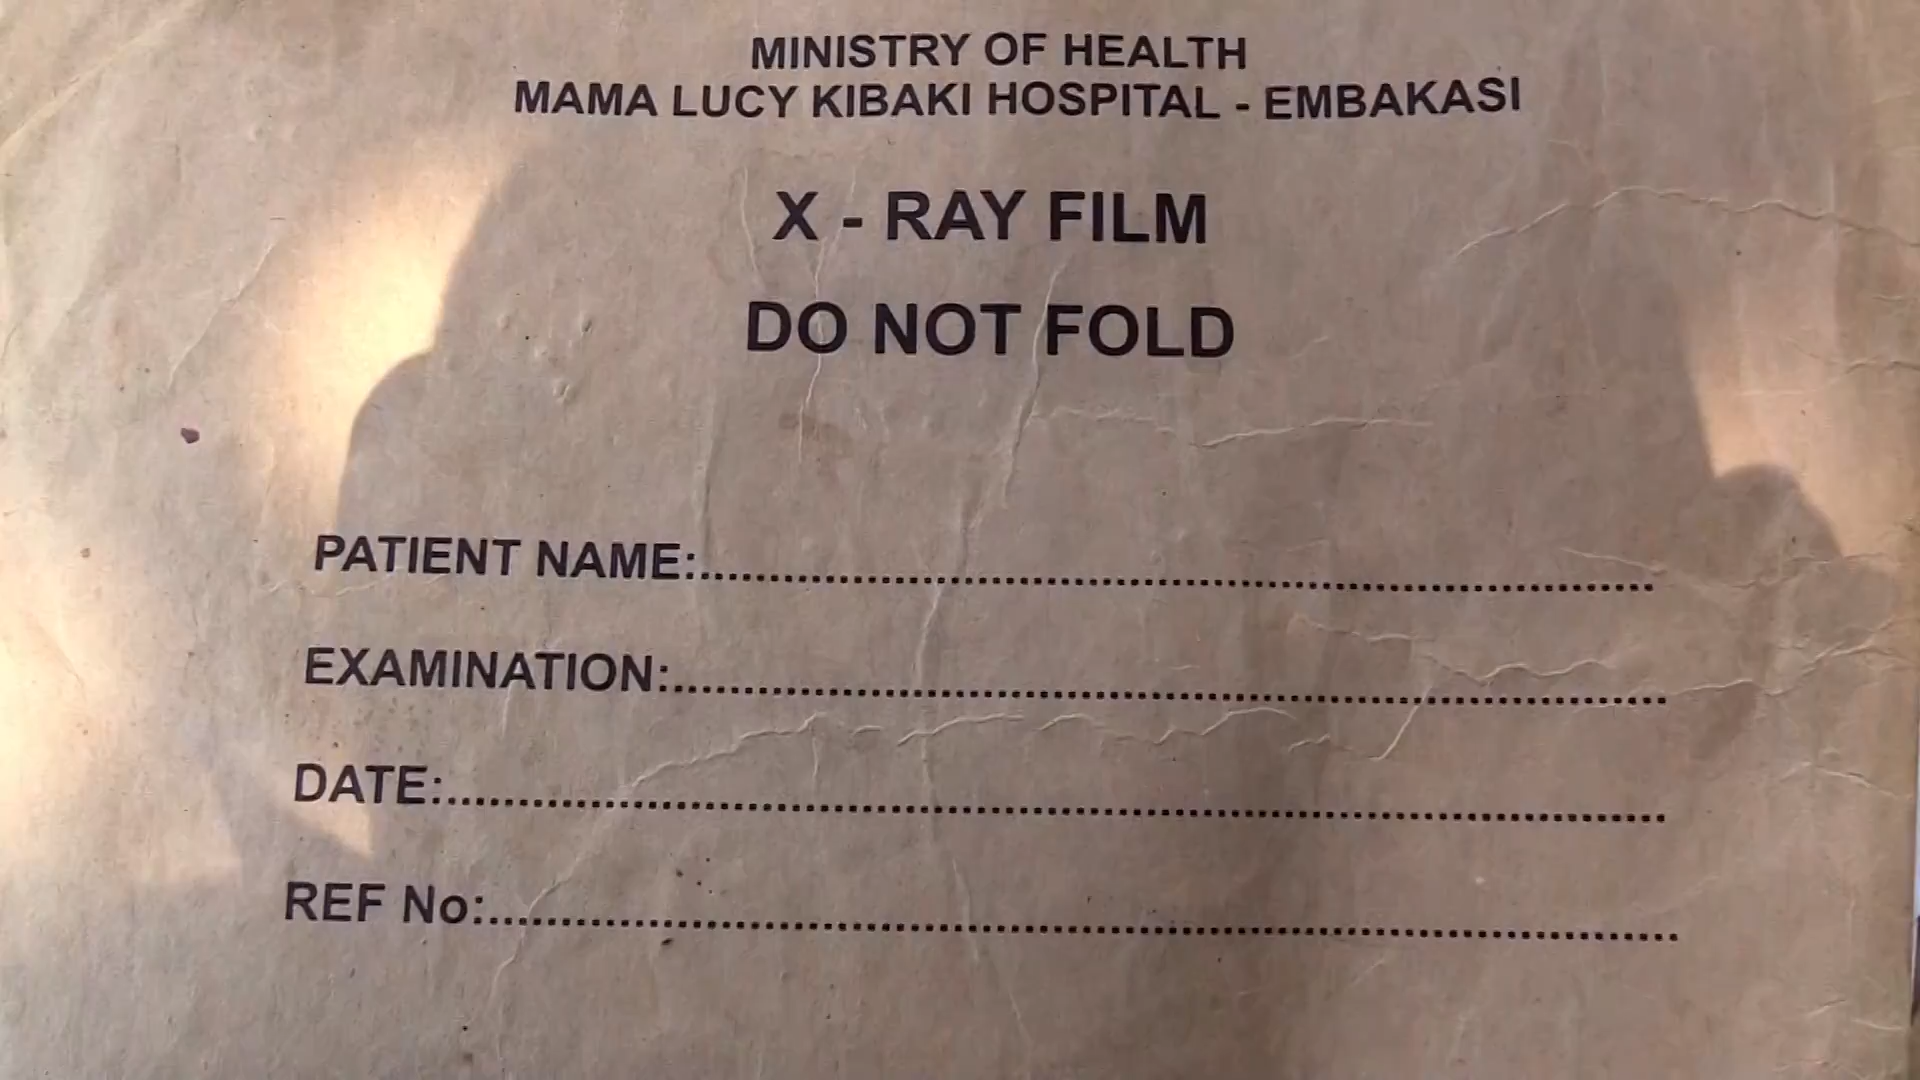 MINISTRY OF HEALTH
MAMA LUCY KIBAKI HOSPITAL - EMBAKASI
X - RAY FILM
DO NOT FOLD
PATIENT NAME:................................................................................
EXAMINATION:................................................................................
DATE:................................................................................
REF No:................................................................................